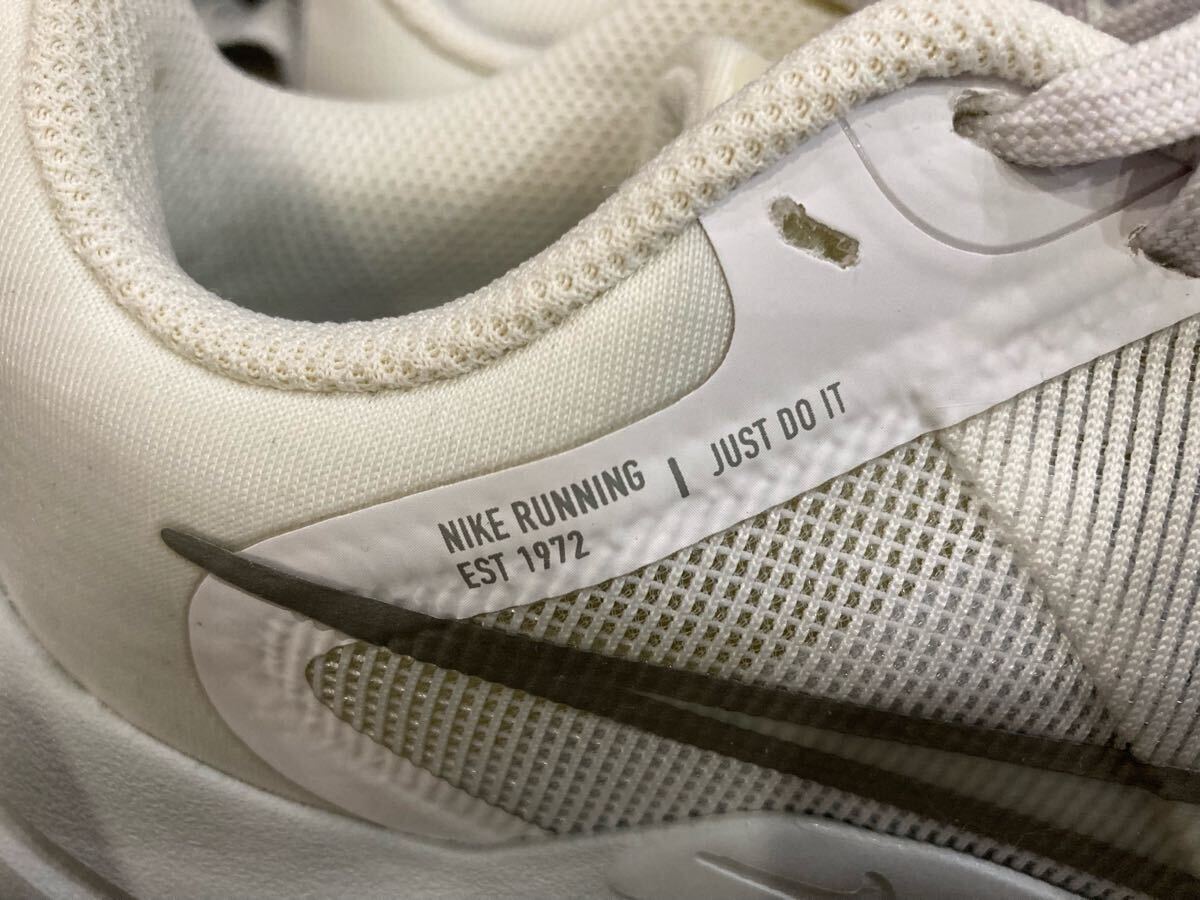 NIKE RUNNING | JUST DO IT
EST 1972